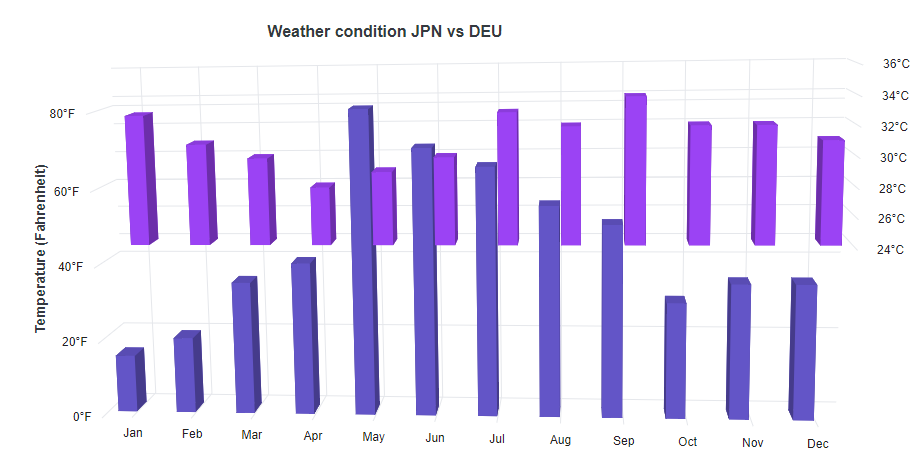 Weather condition JPN vs DEU
Temperature (Fahrenheit)
80°F
60°F
40°F
20°F
0°F
36°C
34°C
32°C
30°C
28°C
26°C
24°C
Jan Feb Mar Apr May Jun Jul Aug Sep Oct Nov Dec